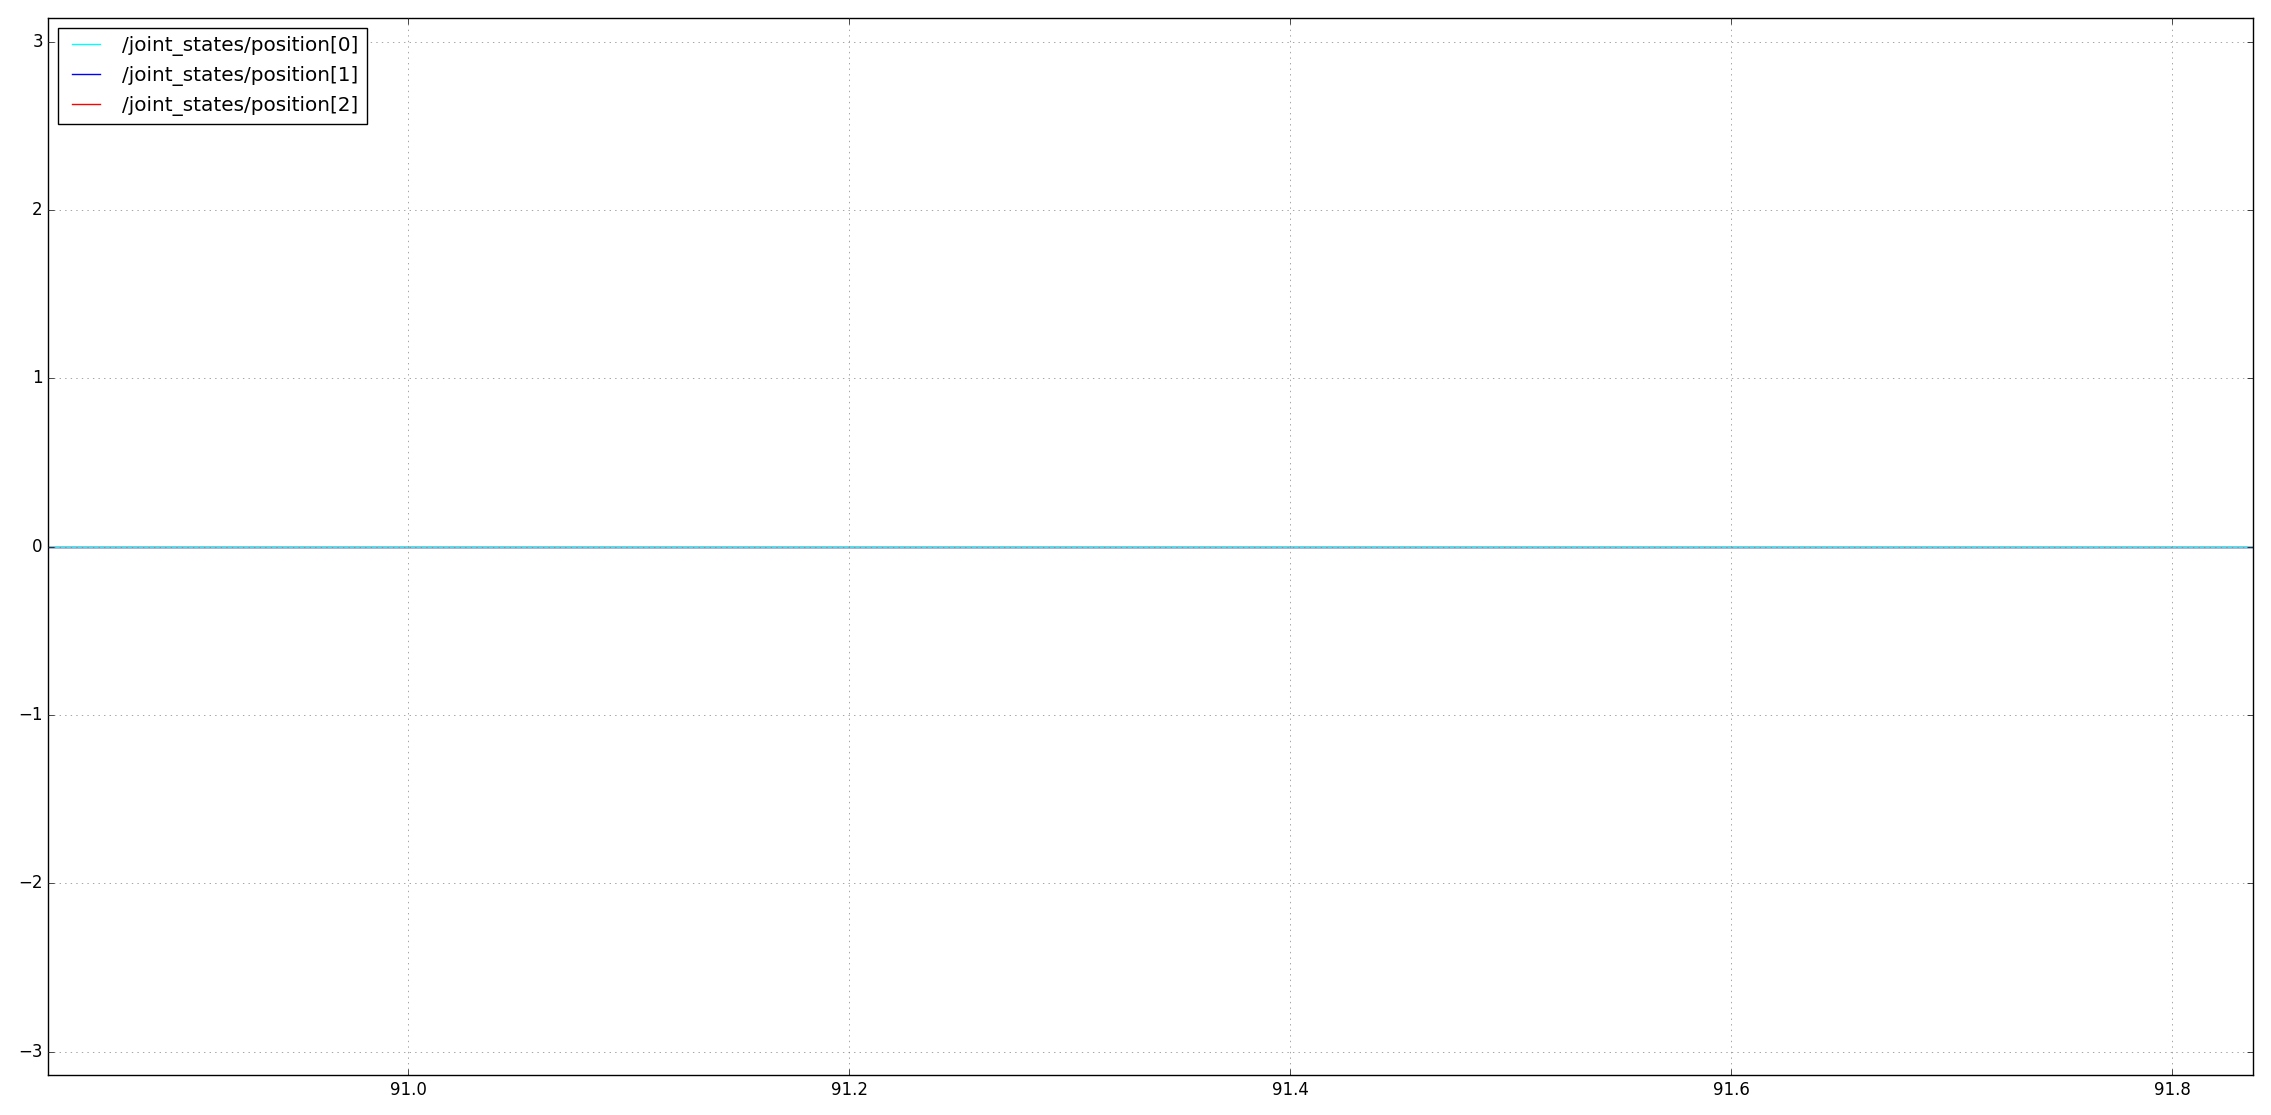 /joint_states/position[0]
/joint_states/position[1]
/joint_states/position[2]
3
2
1
0
−1
−2
−3
91.0 91.2 91.4 91.6 91.8